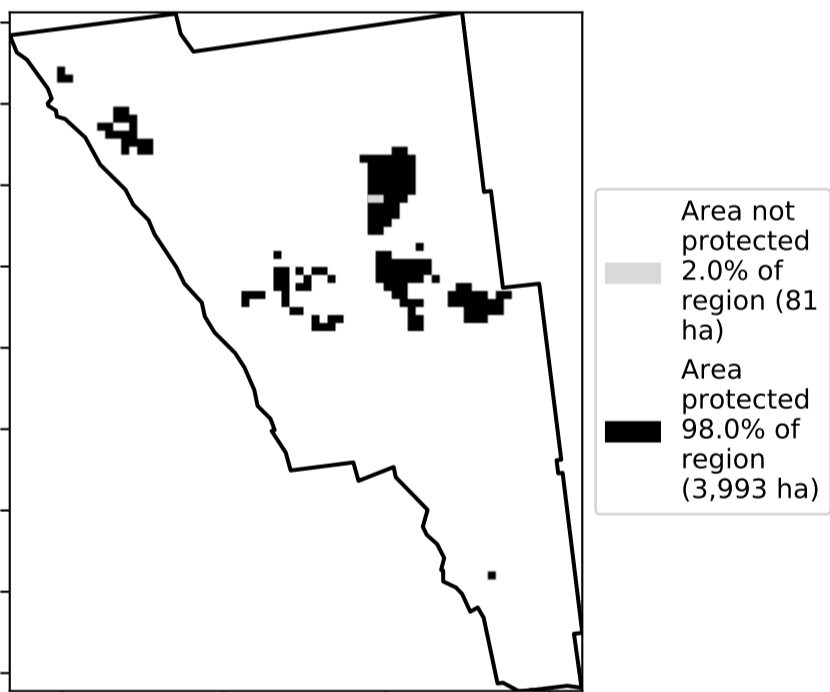 Area not
protected
2.0% of
region (81
ha)
Area
protected
98.0% of
region
(3,993 ha)